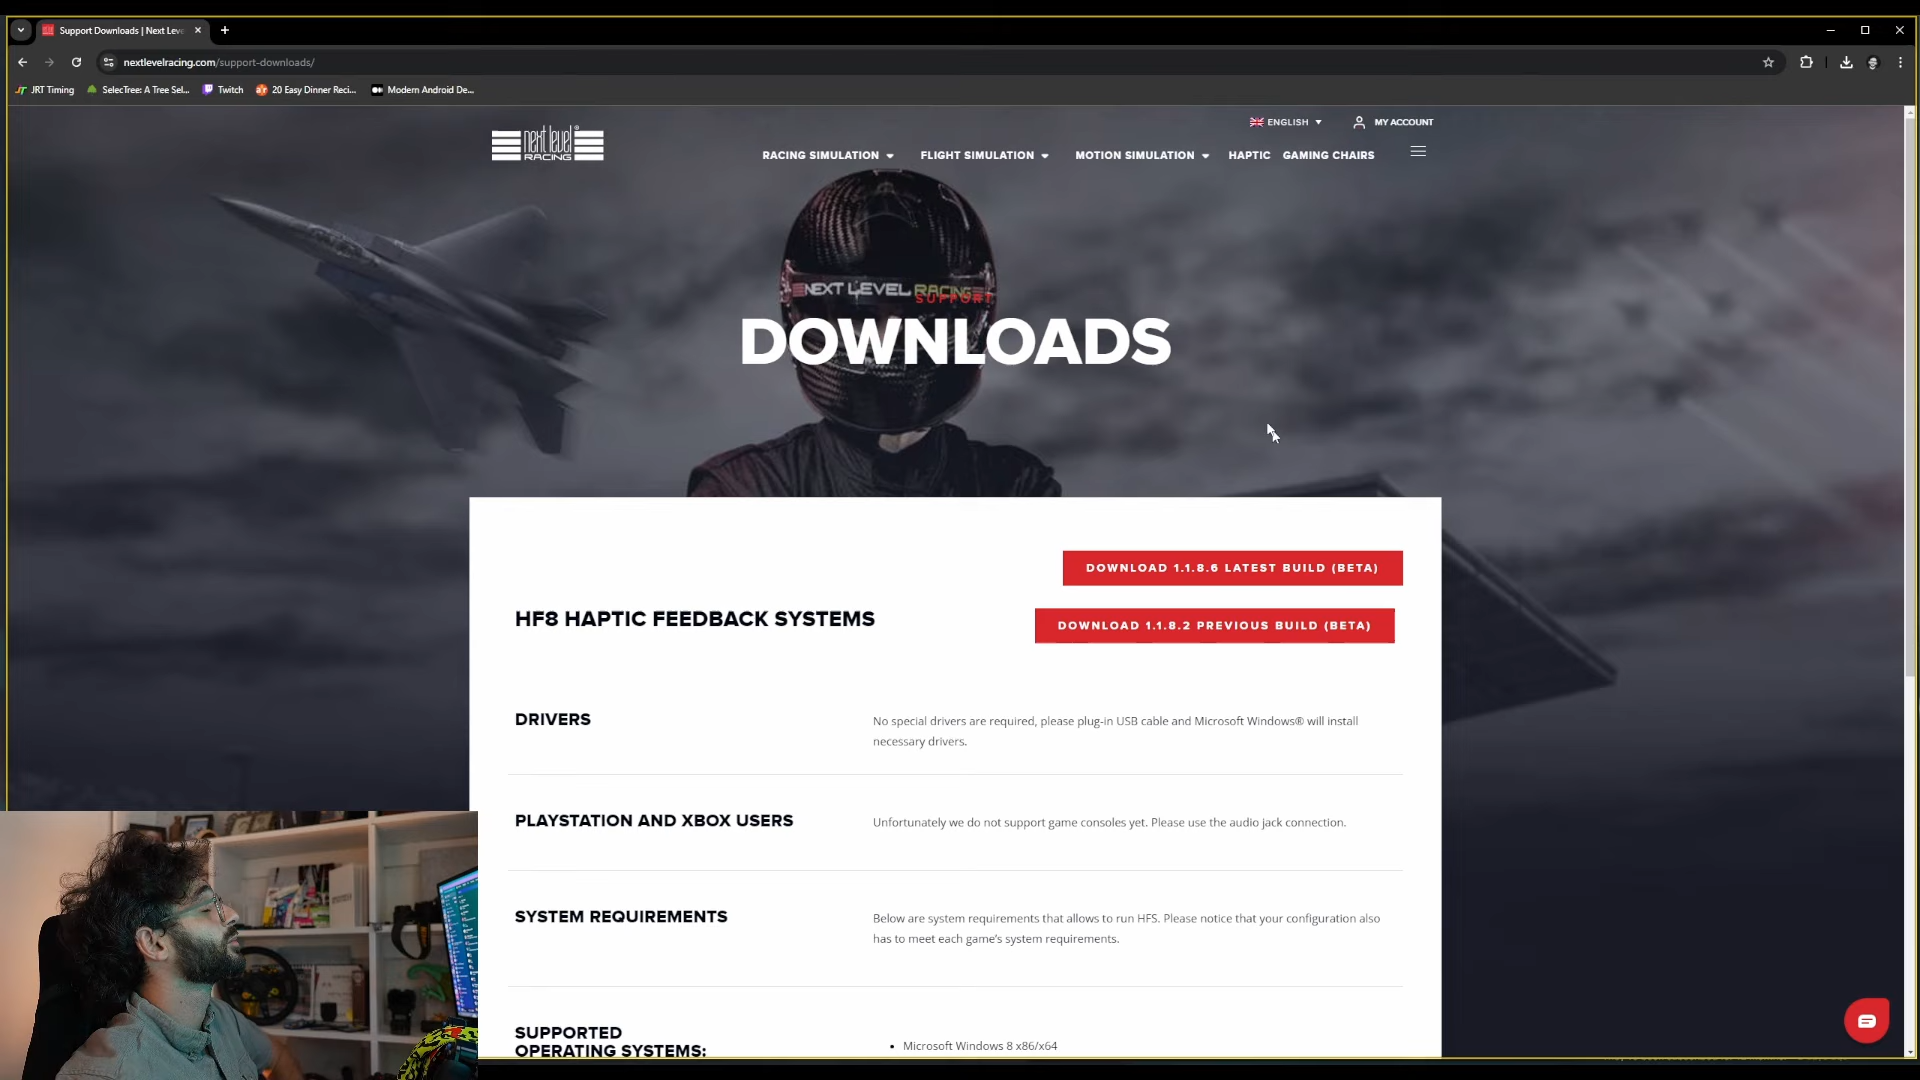 Support Downloads | Next Leve
nextlevelracing.com/support-downloads/
JRT Timing
SelecTree: A Tree Sel...
Twitch
20 Easy Dinner Reci...
Modern Android De...
next level
RACING
ENGLISH
MY ACCOUNT
RACING SIMULATION
FLIGHT SIMULATION
MOTION SIMULATION
HAPTIC
GAMING CHAIRS
NEXT LEVEL RACING
SUPPORT
DOWNLOADS
DOWNLOAD 1.1.8.6 LATEST BUILD (BETA)
HF8 HAPTIC FEEDBACK SYSTEMS
DOWNLOAD 1.1.8.2 PREVIOUS BUILD (BETA)
DRIVERS
No special drivers are required, please plug-in USB cable and Microsoft Windows® will install
necessary drivers.
PLAYSTATION AND XBOX USERS
Unfortunately we do not support game consoles yet. Please use the audio jack connection.
SYSTEM REQUIREMENTS
Below are system requirements that allows to run HFS. Please notice that your configuration also
has to meet each game's system requirements.
SUPPORTED
OPERATING SYSTEMS:
• Microsoft Windows 8 x86/x64